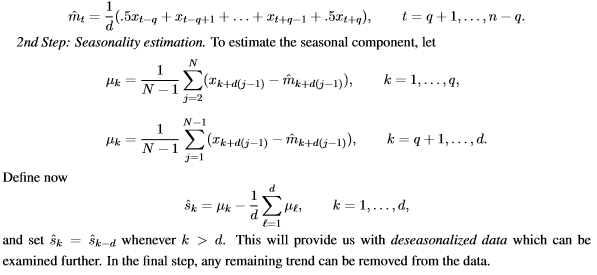 $\hat{m}_t = \frac{1}{d}(.5x_{t-q} + x_{t-q+1} + \ldots + x_{t+q-1} + .5x_{t+q}), \qquad t = q+1, \ldots, n-q.$
2nd Step: Seasonality estimation. To estimate the seasonal component, let
$\mu_k = \frac{1}{N-1} \sum_{j=2}^{N} (x_{k+d(j-1)} - \hat{m}_{k+d(j-1)}), \qquad k = 1, \ldots, q,$
$\mu_k = \frac{1}{N-1} \sum_{j=1}^{N-1} (x_{k+d(j-1)} - \hat{m}_{k+d(j-1)}), \qquad k = q+1, \ldots, d.$
Define now
$\hat{s}_k = \mu_k - \frac{1}{d} \sum_{\ell=1}^{d} \mu_\ell, \qquad k = 1, \ldots, d,$
and set $\hat{s}_k = \hat{s}_{k-d}$ whenever $k > d$. This will provide us with deseasonalized data which can be
examined further. In the final step, any remaining trend can be removed from the data.